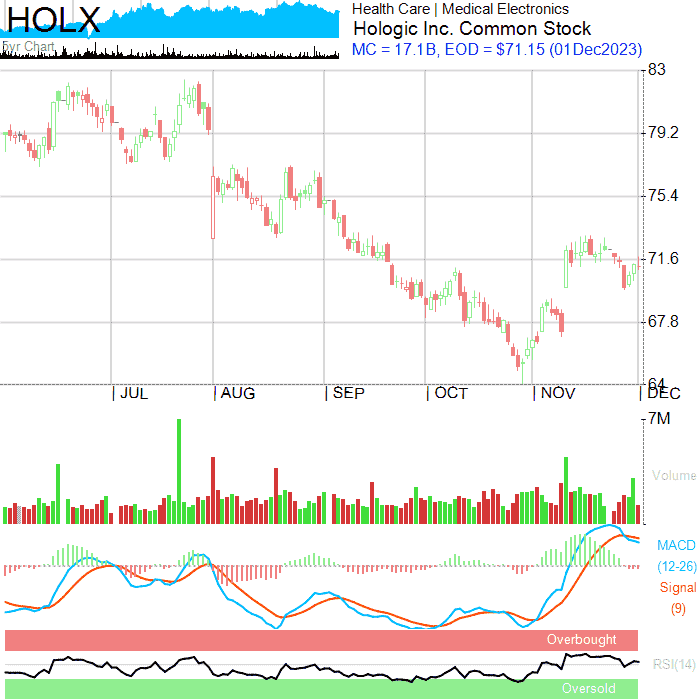 HOLX
5yr Chart
Health Care | Medical Electronics
Hologic Inc. Common Stock
MC = 17.1B, EOD = $71.15 (01Dec2023)
83
79.2
75.4
71.6
67.8
64
JUL
AUG
SEP
OCT
NOV
DEC
7M
Volume
MACD
(12-26)
Signal
(9)
Overbought
RSI(14)
Oversold